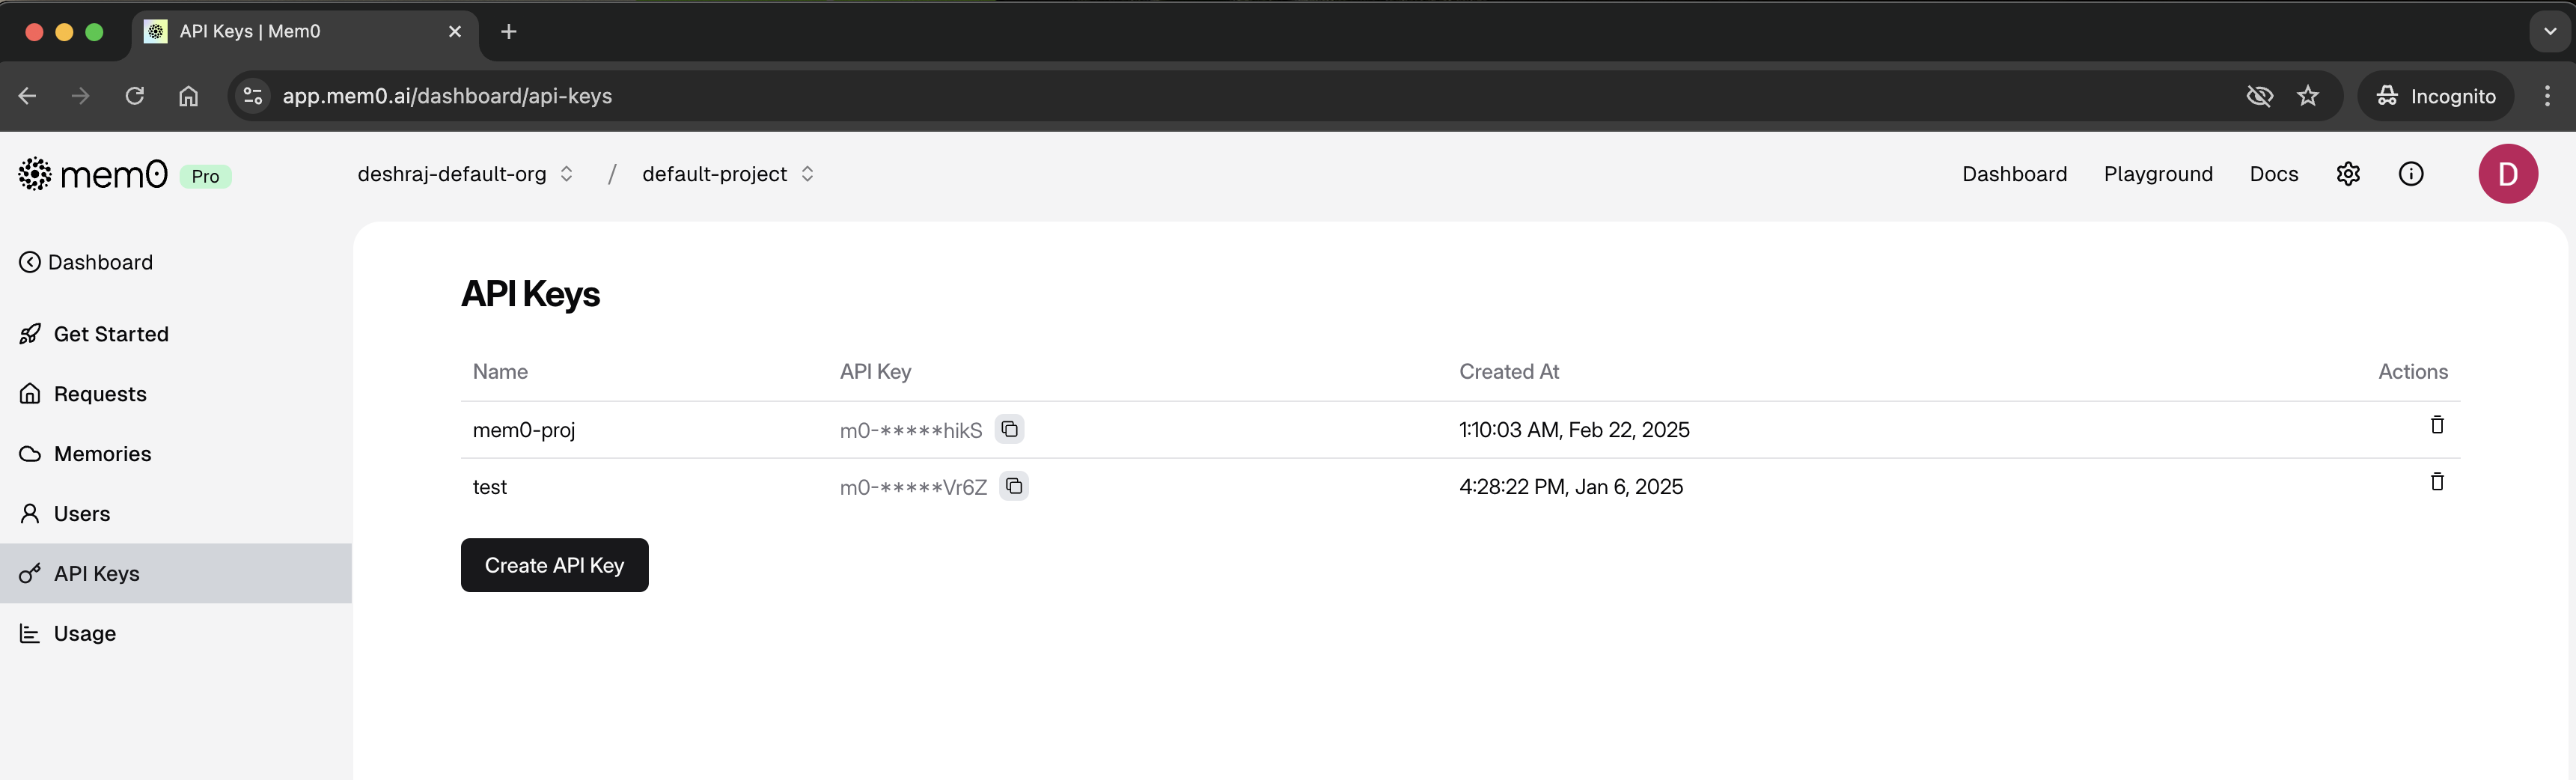 API Keys | Mem0
app.mem0.ai/dashboard/api-keys
Incognito
mem0 Pro
deshraj-default-org / default-project
Dashboard Playground Docs D
Dashboard
Get Started
Requests
Memories
Users
API Keys
Usage
API Keys
Name API Key Created At Actions
mem0-proj m0-*****hikS 1:10:03 AM, Feb 22, 2025
test m0-*****Vr6Z 4:28:22 PM, Jan 6, 2025
Create API Key